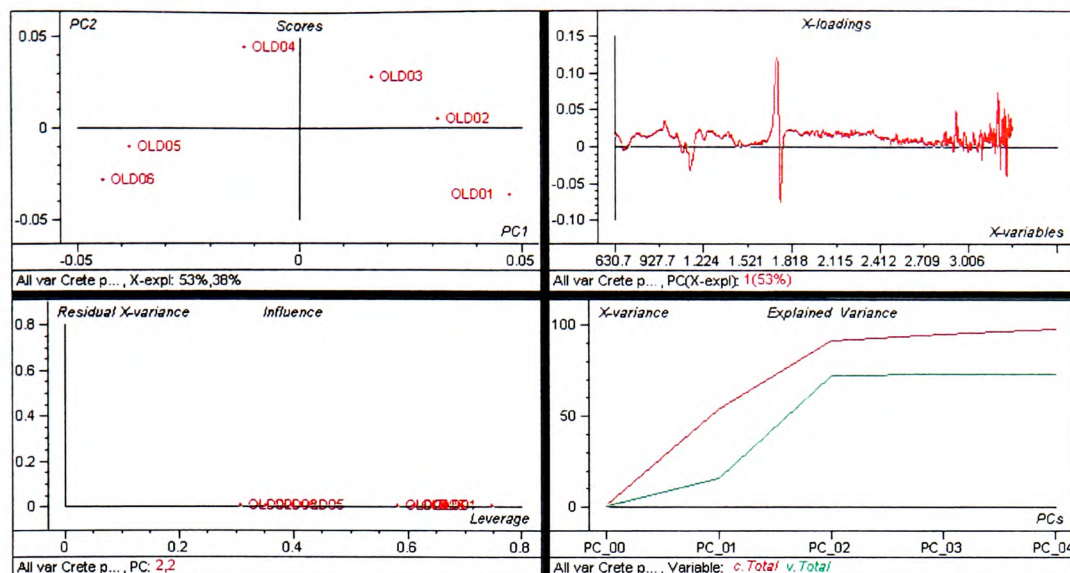 PC2 Scores
0.05
OLD04
OLD03
OLD02
0
OLD05
OLD06
OLD01
-0.05
PC1
-0.05 0 0.05
All var Crete p..., X-expl: 53%,38%
X-loadings
0.15
0.10
0.05
0
-0.05
-0.10
X-variables
630.7 927.7 1.224 1.521 1.818 2.115 2.412 2.709 3.006
All var Crete p..., PC(X-expl): 1(53%)
Residual X-variance Influence
0.8
0.6
0.4
0.2
0
Leverage
0 0.2 0.4 0.6 0.8
All var Crete p..., PC: 2,2
X-variance Explained Variance
100
50
0
PCs
PC_00 PC_01 PC_02 PC_03 PC_04
All var Crete p..., Variable: c.Total v.Total